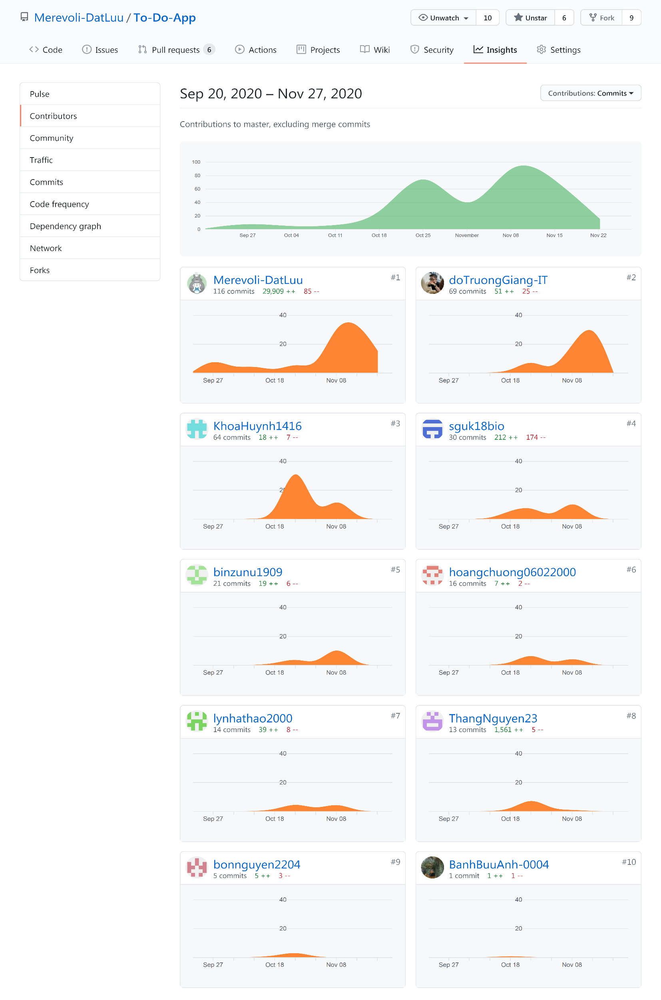 Merevoli-DatLuu / To-Do-App
Unwatch 10 Unstar 6 Fork 9
Code Issues Pull requests 6 Actions Projects Wiki Security Insights Settings
Pulse
Contributors
Community
Traffic
Commits
Code frequency
Dependency graph
Network
Forks
Sep 20, 2020 – Nov 27, 2020
Contributions: Commits
Contributions to master, excluding merge commits
100
80
60
40
20
0
Sep 27 Oct 04 Oct 11 Oct 18 Oct 25 November Nov 08 Nov 15 Nov 22
Merevoli-DatLuu #1
116 commits 29,909 ++ 85 --
40
20
Sep 27 Oct 18 Nov 08
doTruongGiang-IT #2
69 commits 51 ++ 25 --
40
20
Sep 27 Oct 18 Nov 08
KhoaHuynh1416 #3
64 commits 18 ++ 7 --
40
20
Sep 27 Oct 18 Nov 08
sguk18bio #4
30 commits 212 ++ 174 --
40
20
Sep 27 Oct 18 Nov 08
binzunu1909 #5
21 commits 19 ++ 6 --
40
20
Sep 27 Oct 18 Nov 08
hoangchuong06022000 #6
16 commits 7 ++ 2 --
40
20
Sep 27 Oct 18 Nov 08
lynhathao2000 #7
14 commits 39 ++ 8 --
40
20
Sep 27 Oct 18 Nov 08
ThangNguyen23 #8
13 commits 1,561 ++ 5 --
40
20
Sep 27 Oct 18 Nov 08
bonnguyen2204 #9
5 commits 5 ++ 3 --
40
20
Sep 27 Oct 18 Nov 08
BanhBuuAnh-0004 #10
1 commit 1 ++ 1 --
40
20
Sep 27 Oct 18 Nov 08